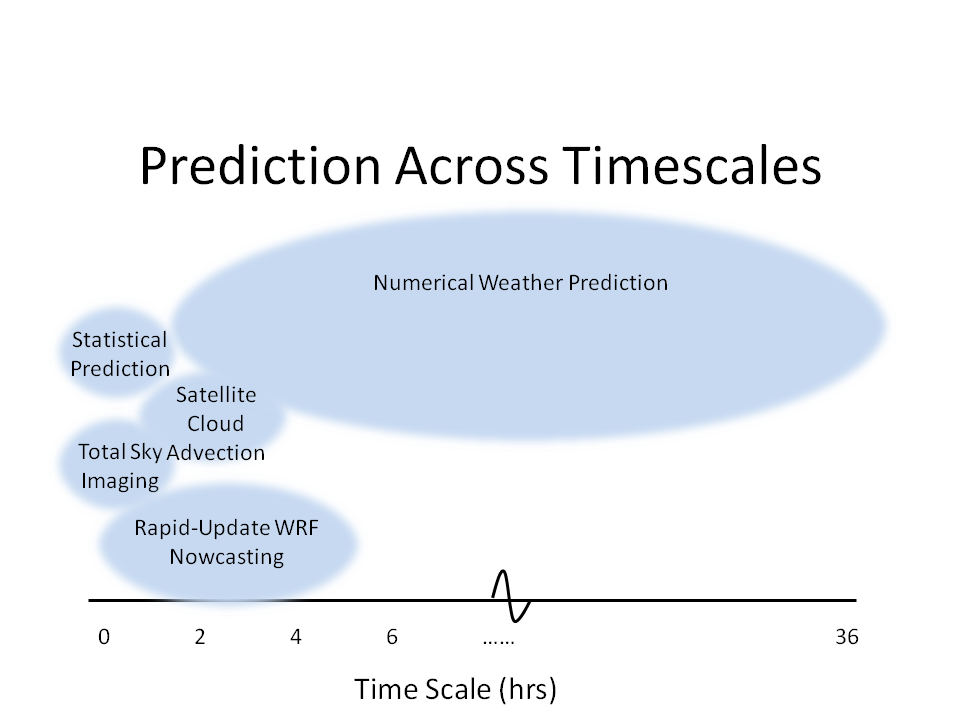 Prediction Across Timescales
Numerical Weather Prediction
Statistical
Prediction
Satellite
Cloud
Advection
Total Sky
Imaging
Rapid-Update WRF
Nowcasting
0 2 4 6 …… 36
Time Scale (hrs)